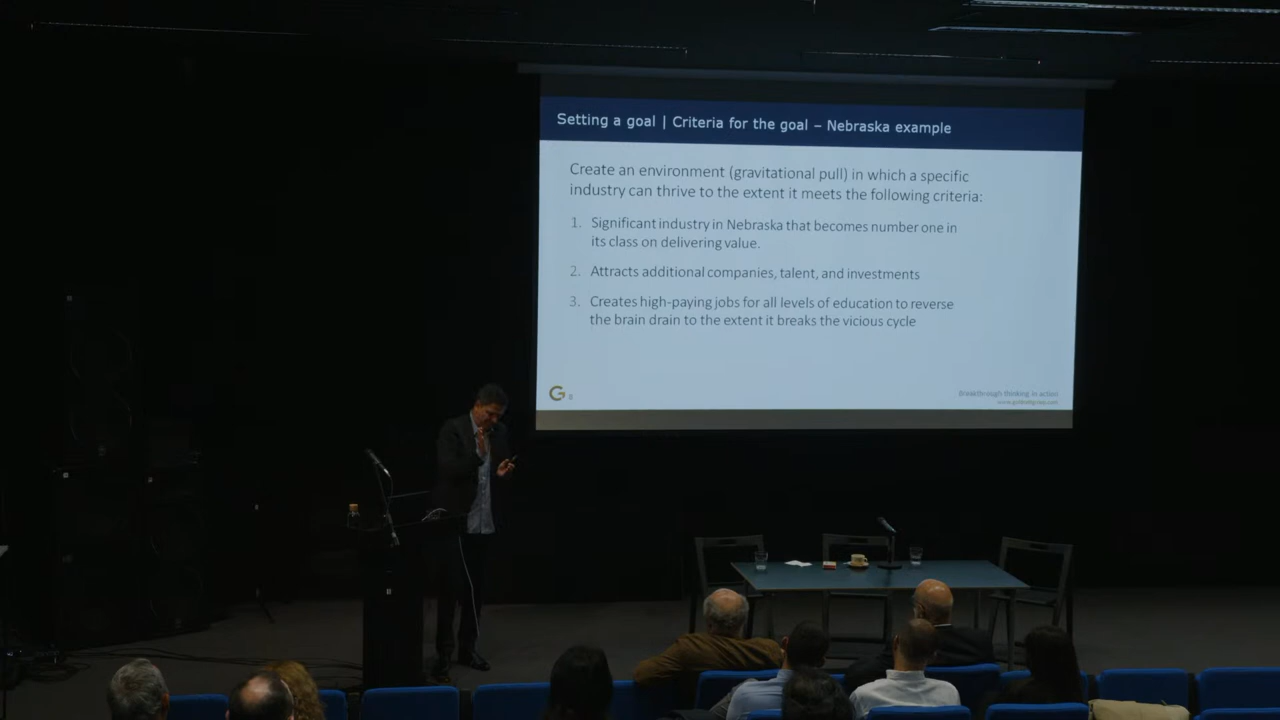 Setting a goal | Criteria for the goal – Nebraska example
Create an environment (gravitational pull) in which a specific
industry can thrive to the extent it meets the following criteria:
1. Significant industry in Nebraska that becomes number one in
its class on delivering value.
2. Attracts additional companies, talent, and investments
3. Creates high-paying jobs for all levels of education to reverse
the brain drain to the extent it breaks the vicious cycle
G
Breakthrough thinking in action